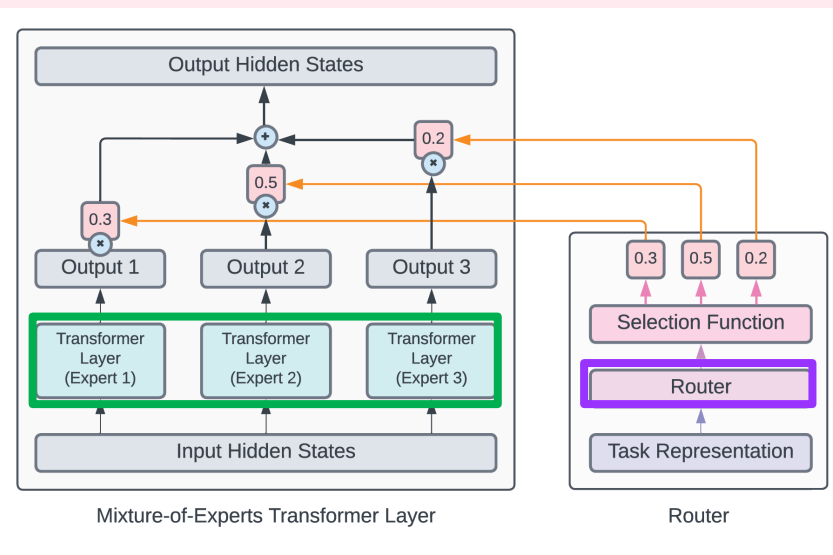 Output Hidden States
+
0.2
×
0.5
×
0.3
×
Output 1
Output 2
Output 3
Transformer
Layer
(Expert 1)
Transformer
Layer
(Expert 2)
Transformer
Layer
(Expert 3)
Input Hidden States
Mixture-of-Experts Transformer Layer
0.3
0.5
0.2
Selection Function
Router
Task Representation
Router